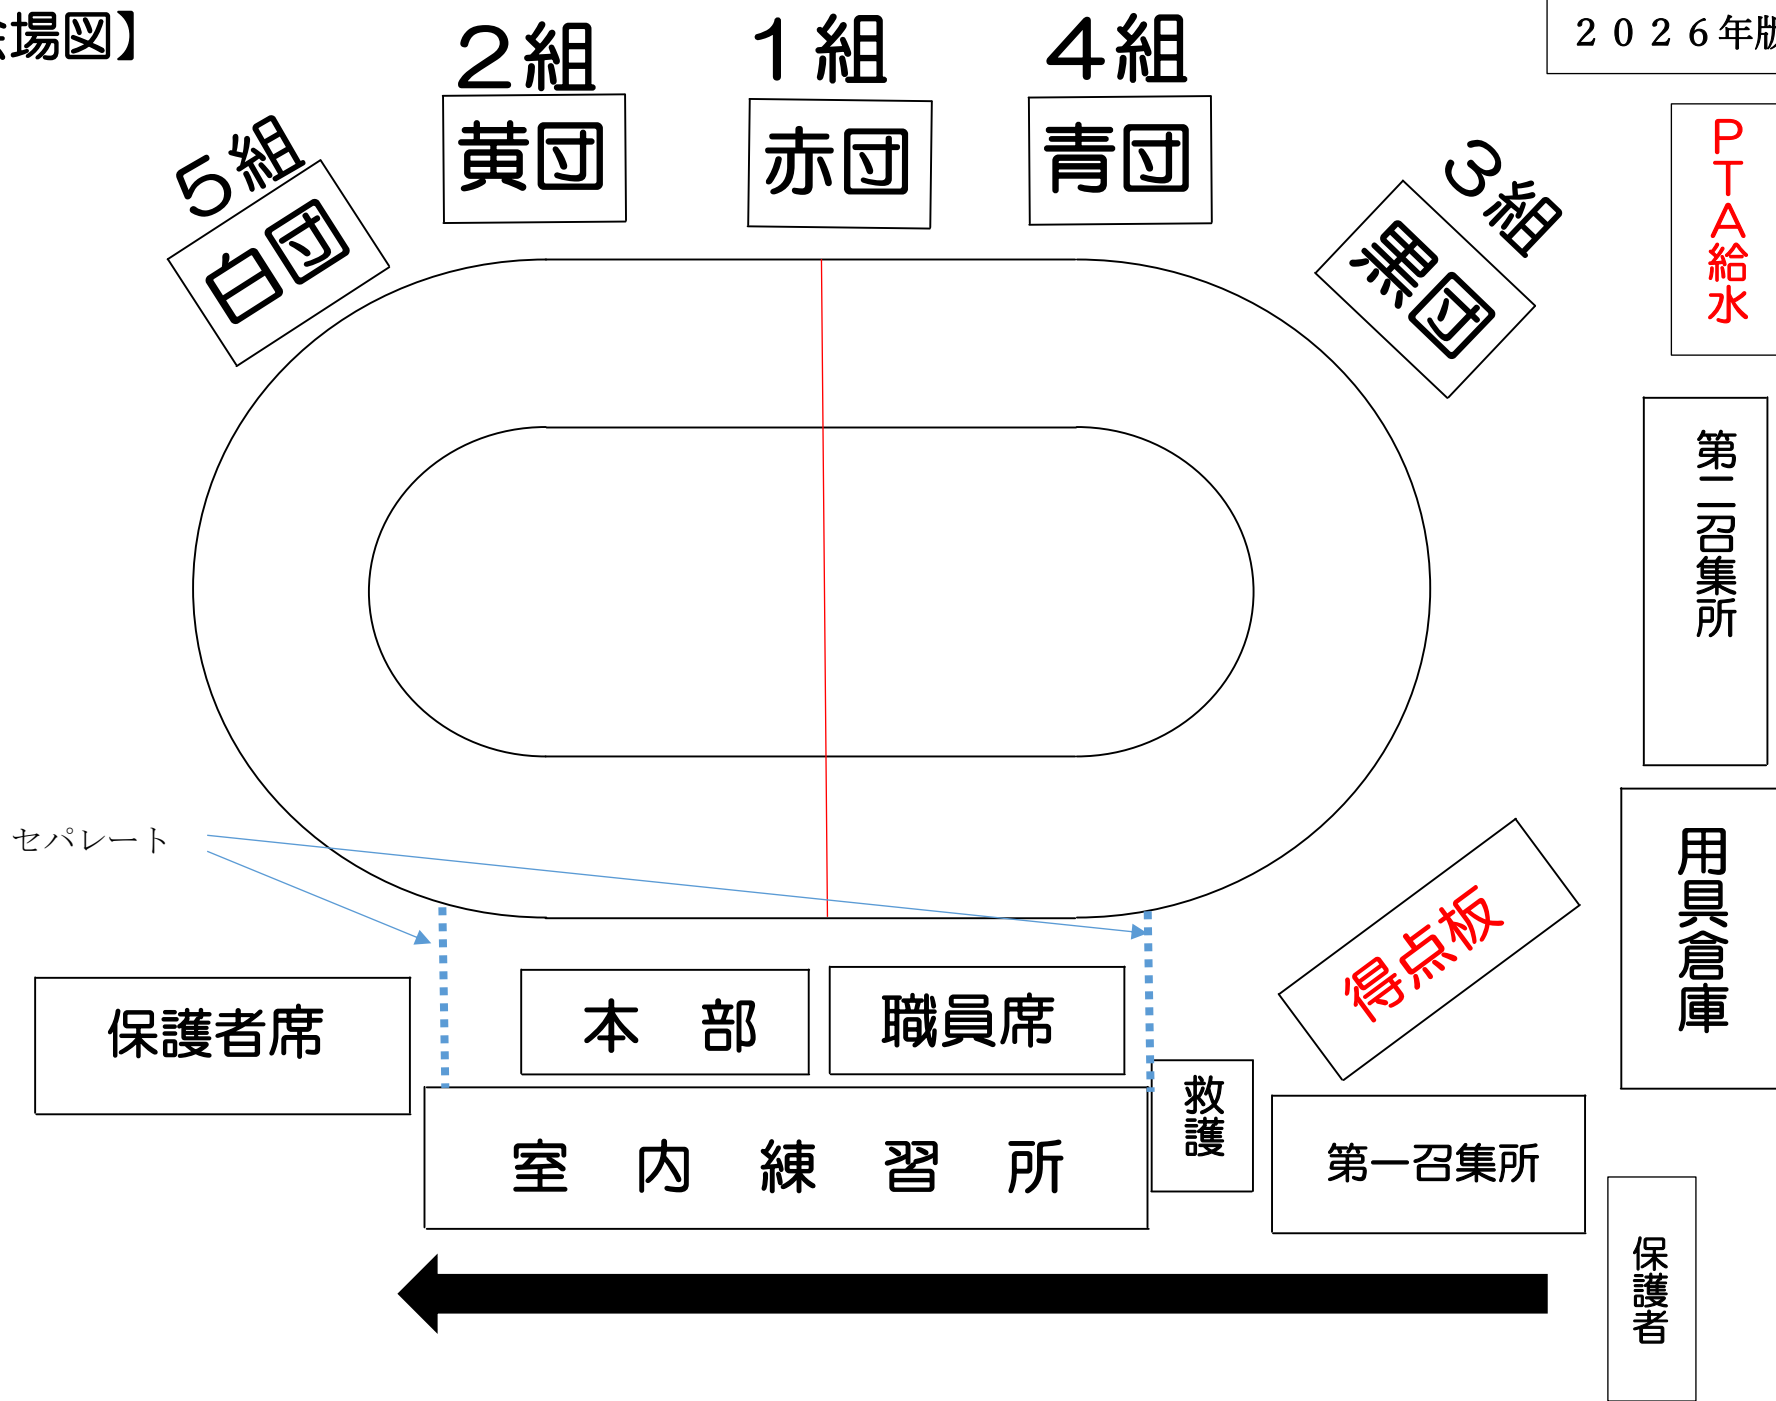 場図】
２０２６年版
２組
１組
４組
５組
３組
黄団
赤団
青団
白団
黒団
ＰＴＡ給水
第二召集所
セパレート
用具倉庫
得点板
保護者席
本　部
職員席
救護
室　内　練　習　所
第一召集所
保護者